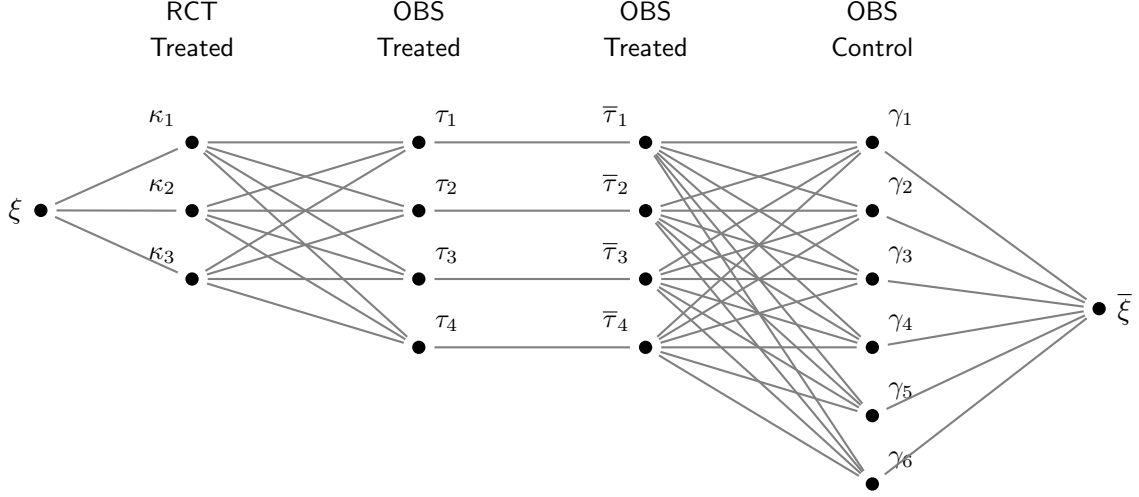 RCT OBS OBS OBS
Treated Treated Treated Control
κ₁ τ₁ τ̅₁ γ₁
κ₂ τ₂ τ̅₂ γ₂
ξ
κ₃ τ₃ τ̅₃ γ₃
τ₄ τ̅₄ γ₄
ξ̅
γ₅
γ₆